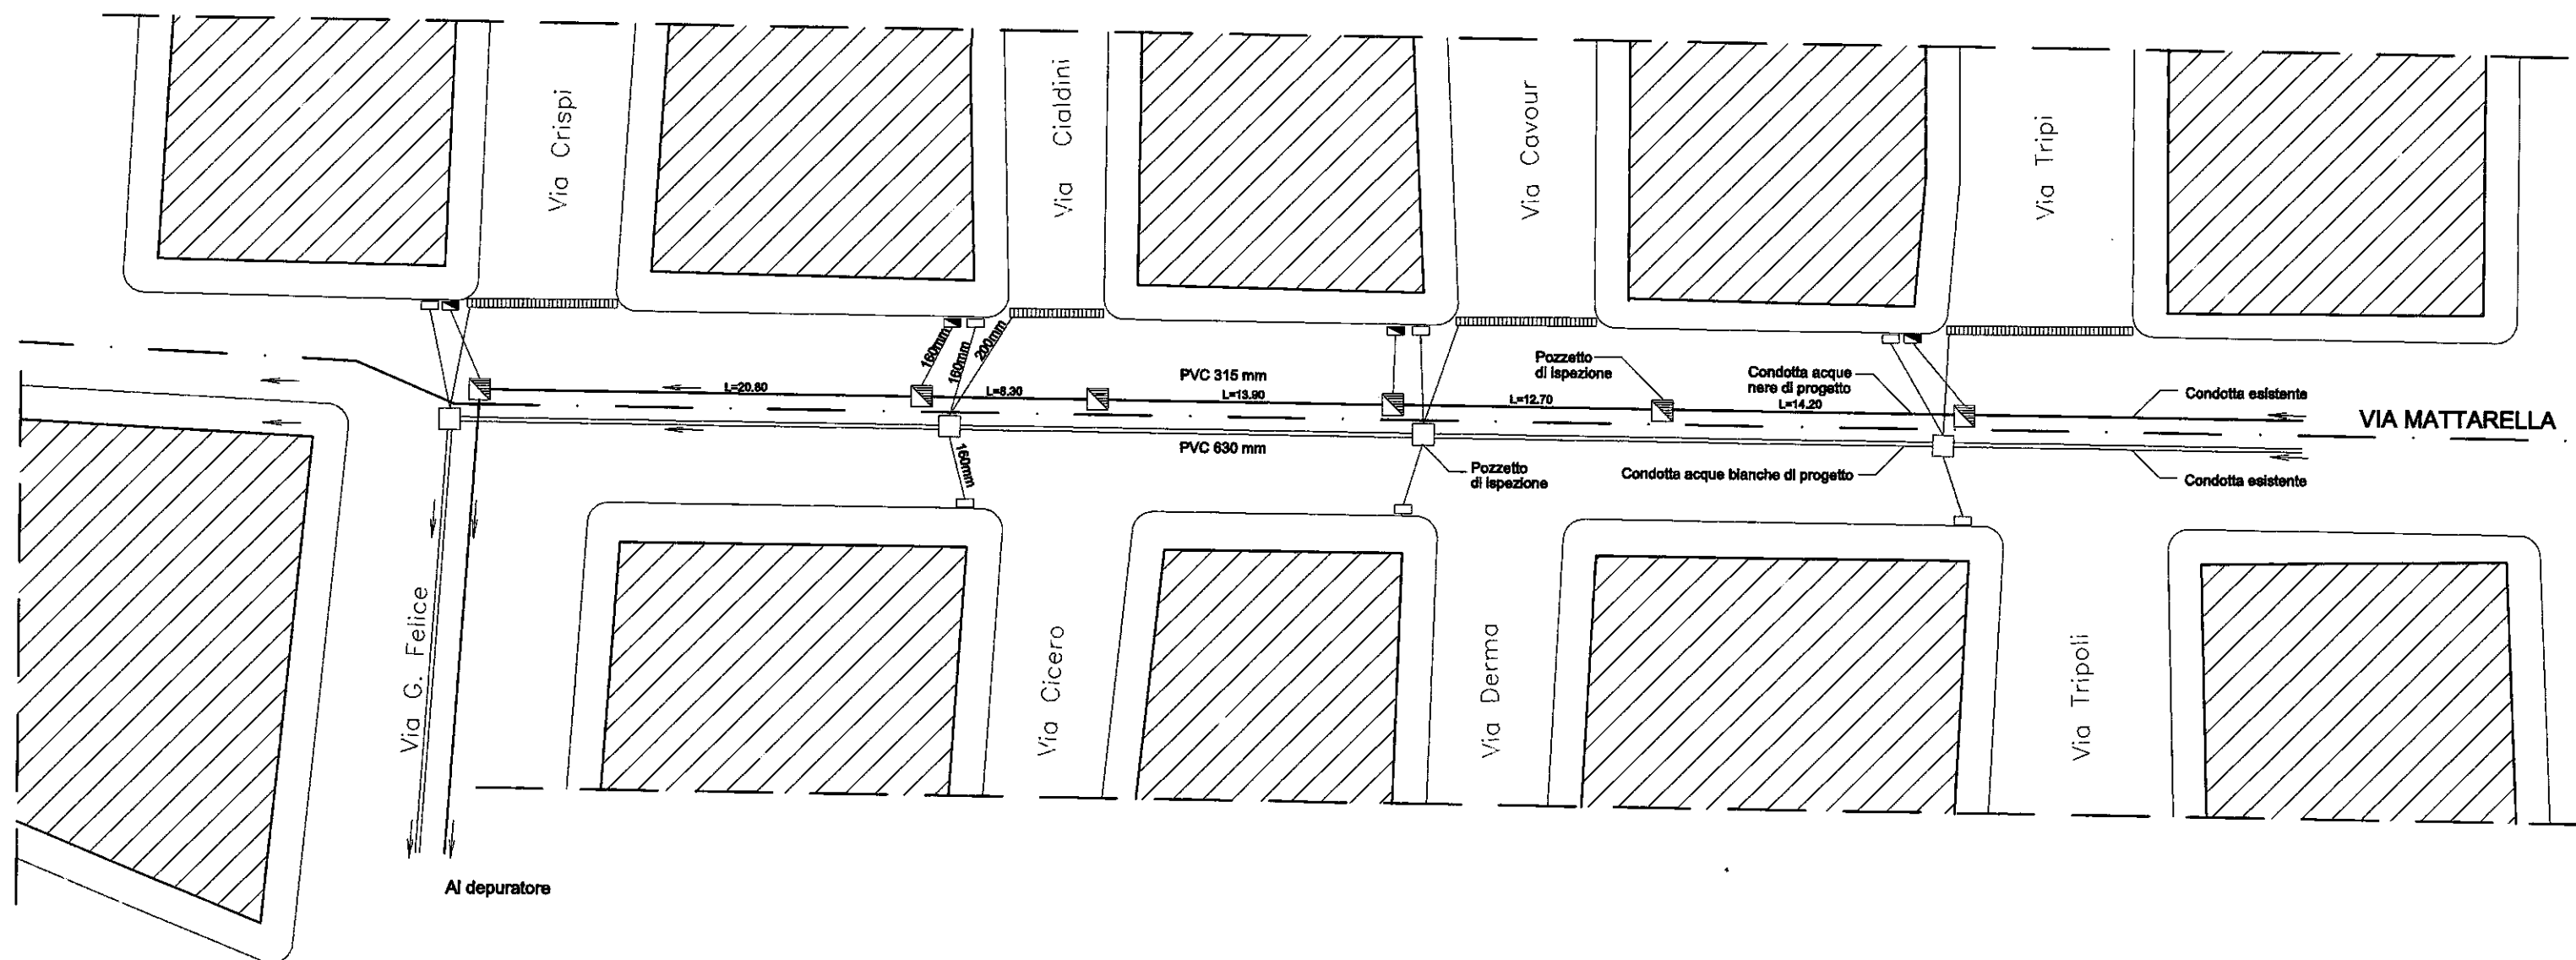 Via Crispi
Via Cialdini
Via Cavour
Via Tripi
160mm
160mm
200mm
L=20.80
L=8.30
PVC 315 mm
L=13.90
L=12.70
Pozzetto
di ispezione
Condotta acque
nere di progetto
L=14.20
Condotta esistente
VIA MATTARELLA
PVC 630 mm
160mm
Pozzetto
di ispezione
Condotta acque bianche di progetto
Condotta esistente
Via G. Felice
Via Cicero
Via Derna
Via Tripoli
Al depuratore